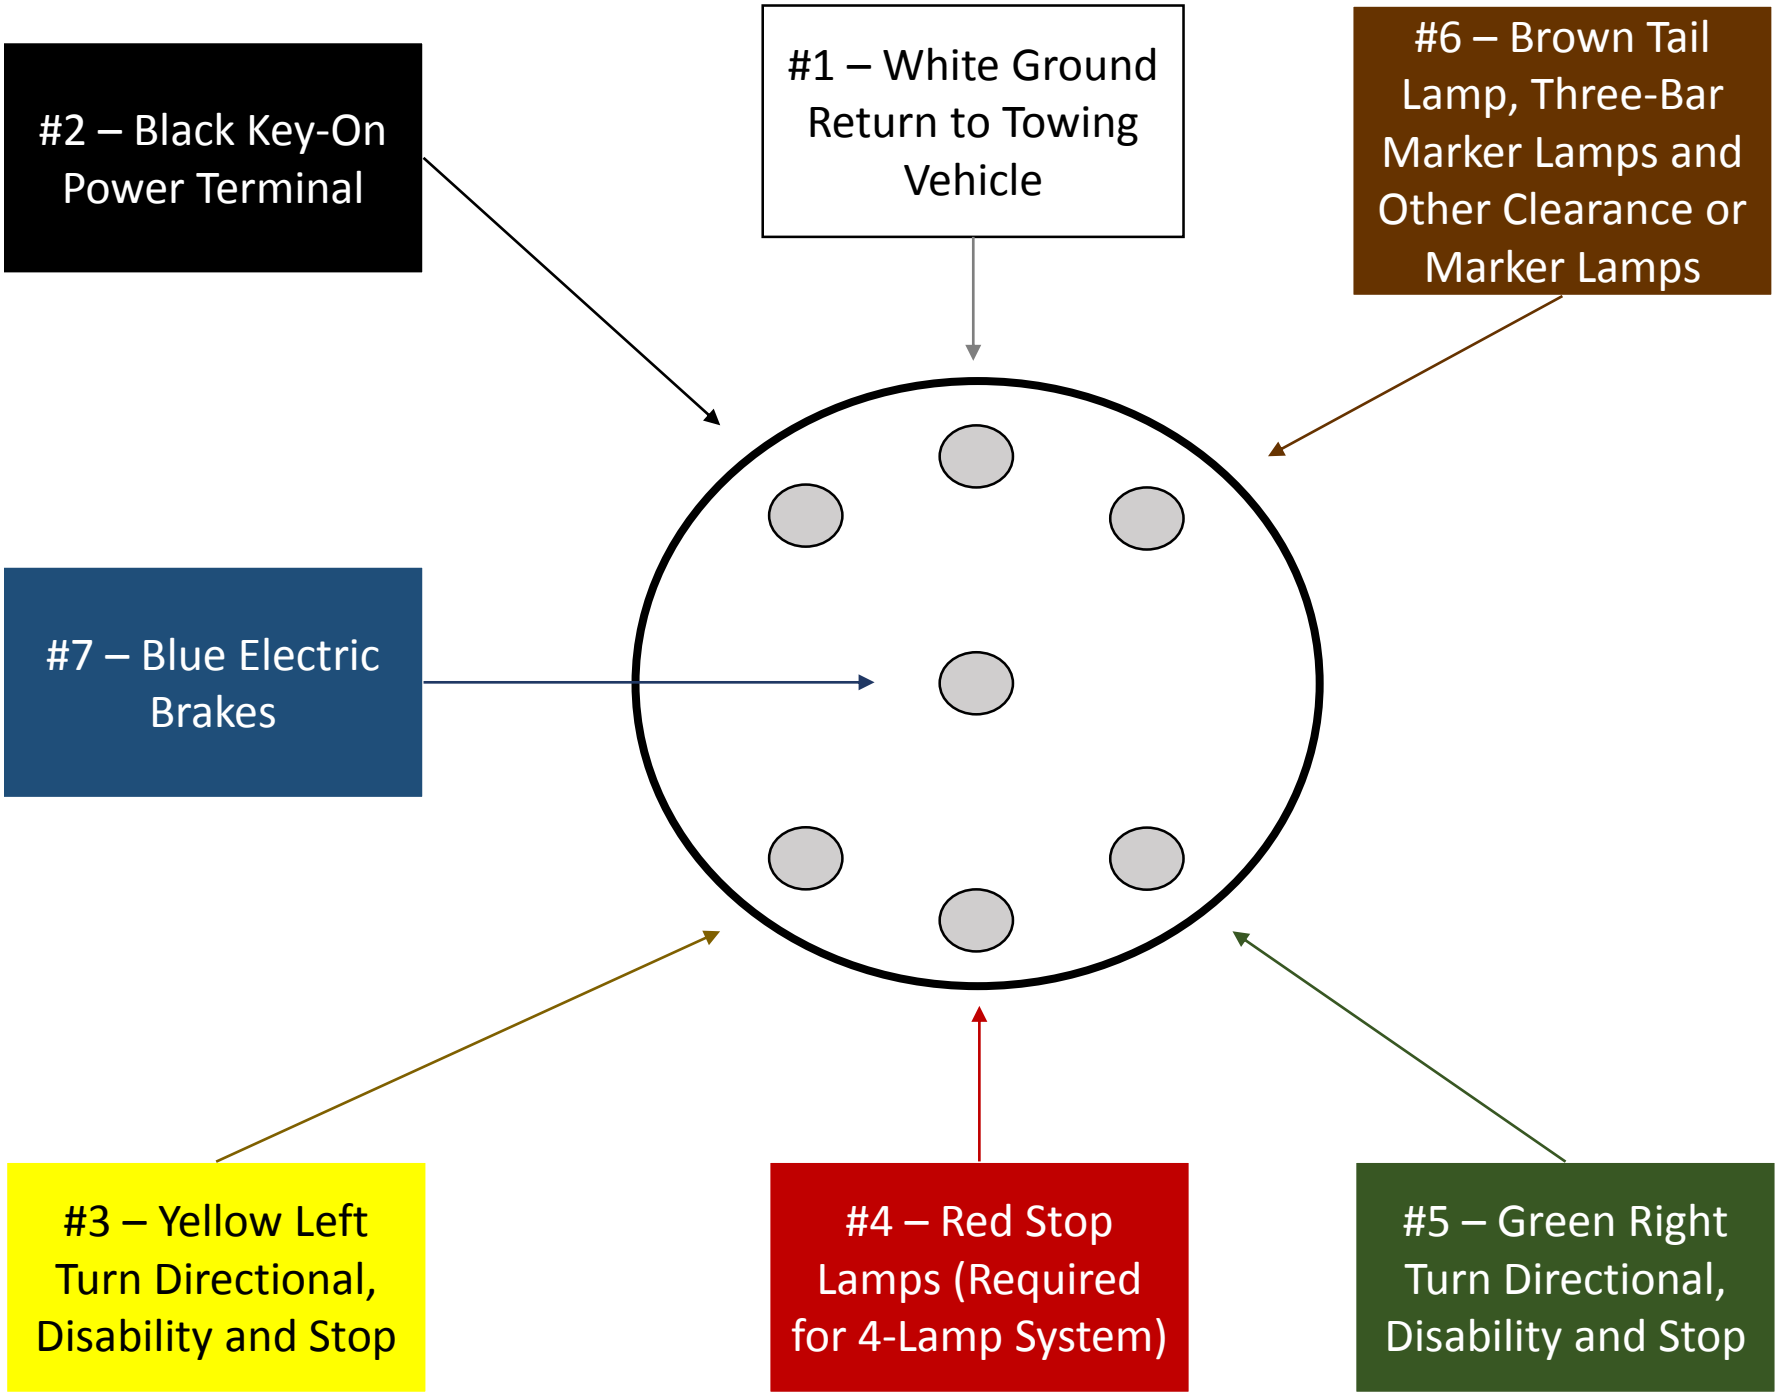 #2 – Black Key-On
Power Terminal
#1 – White Ground
Return to Towing
Vehicle
#6 – Brown Tail
Lamp, Three-Bar
Marker Lamps and
Other Clearance or
Marker Lamps
#7 – Blue Electric
Brakes
#3 – Yellow Left
Turn Directional,
Disability and Stop
#4 – Red Stop
Lamps (Required
for 4-Lamp System)
#5 – Green Right
Turn Directional,
Disability and Stop